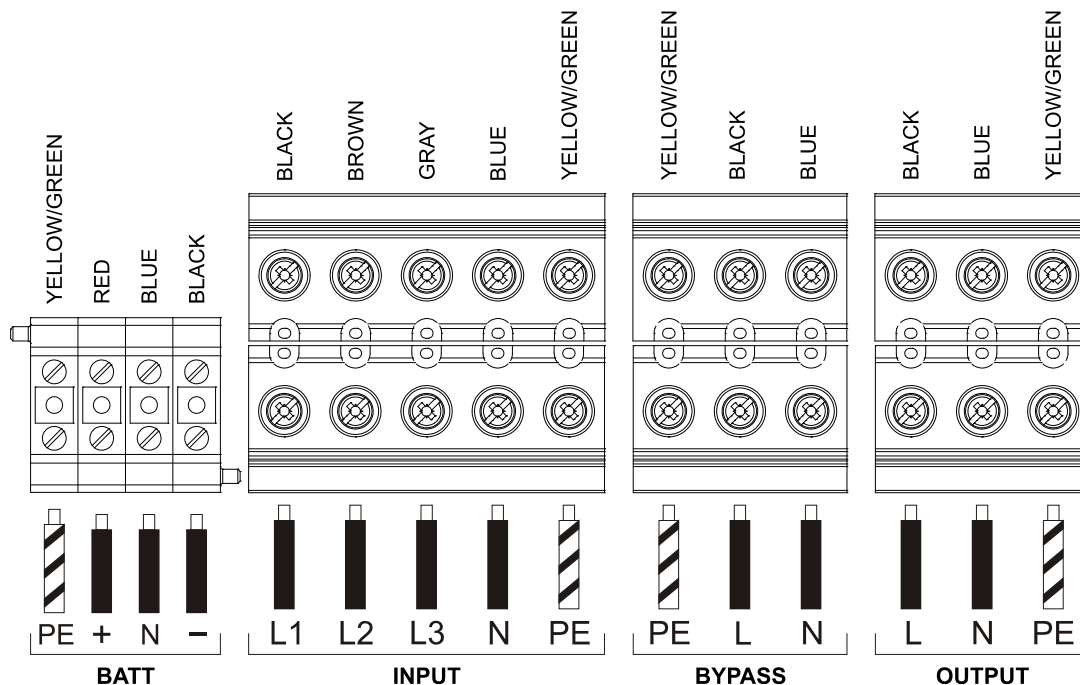 YELLOW/GREEN
RED
BLUE
BLACK
BLACK
BROWN
GRAY
BLUE
YELLOW/GREEN
YELLOW/GREEN
BLACK
BLUE
BLACK
BLUE
YELLOW/GREEN
PE + N −
L1 L2 L3 N PE
PE L N
L N PE
BATT
INPUT
BYPASS
OUTPUT